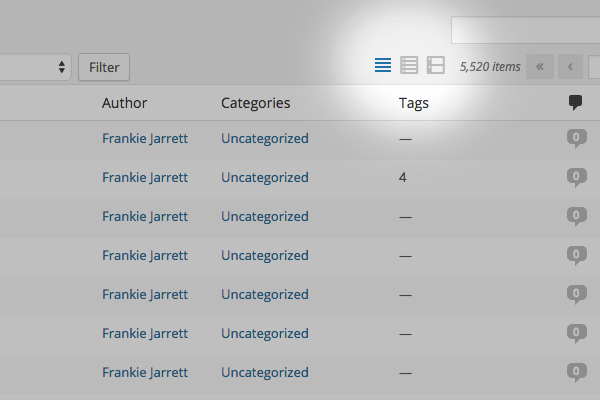 Filter 5,520 items « ‹
Author Categories Tags
Frankie Jarrett Uncategorized — 0
Frankie Jarrett Uncategorized 4 0
Frankie Jarrett Uncategorized — 0
Frankie Jarrett Uncategorized — 0
Frankie Jarrett Uncategorized — 0
Frankie Jarrett Uncategorized — 0
Frankie Jarrett Uncategorized — 0